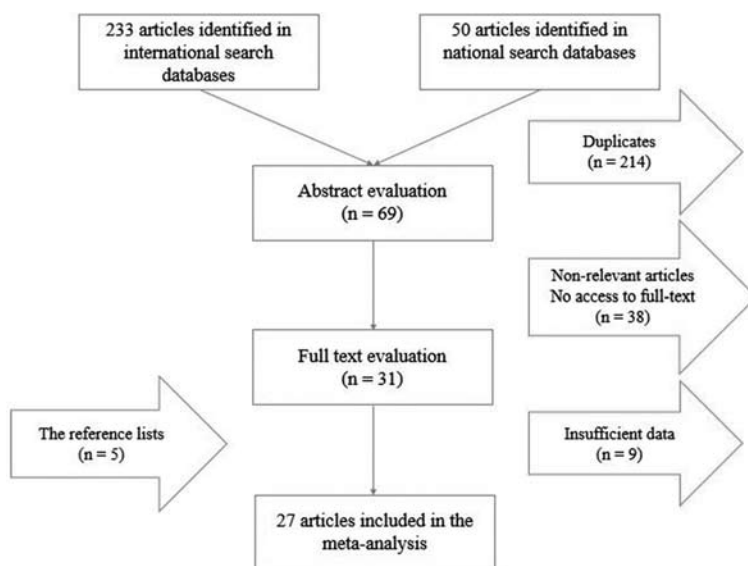 233 articles identified in
international search
databases
50 articles identified in
national search databases
Duplicates
(n = 214)
Abstract evaluation
(n = 69)
Non-relevant articles
No access to full-text
(n = 38)
Full text evaluation
(n = 31)
The reference lists
(n = 5)
Insufficient data
(n = 9)
27 articles included in the
meta-analysis